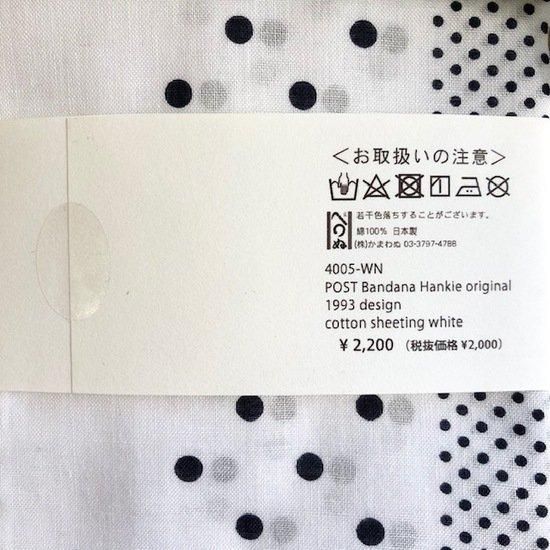 ＜お取扱いの注意＞
若干色落ちすることがございます。
綿100% 日本製
(株)かまわぬ 03-3797-4788
4005-WN
POST Bandana Hankie original
1993 design
cotton sheeting white
¥ 2,200 （税抜価格 ¥2,000）